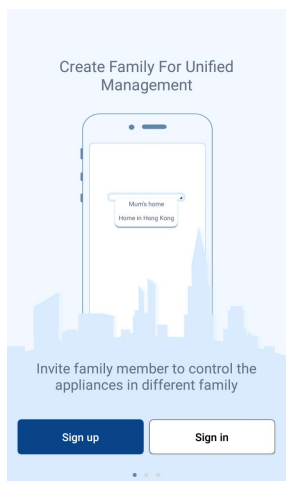 Create Family For Unified
Management
Mum's home
Home in Hong Kong
Invite family member to control the
appliances in different family
Sign up
Sign in